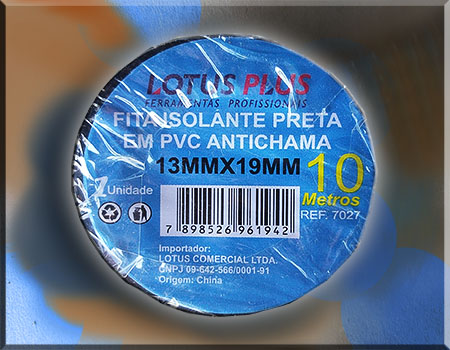 LOTUS PLUS
FERRAMENTAS PROFISSIONAIS
FITA ISOLANTE PRETA
EM PVC ANTICHAMA
13MMX19MM
10
Metros
1 Unidade
REF. 7027
7 898526 961942
Importador:
LOTUS COMERCIAL LTDA.
CNPJ 09-642-566/0001-91
Origem: China